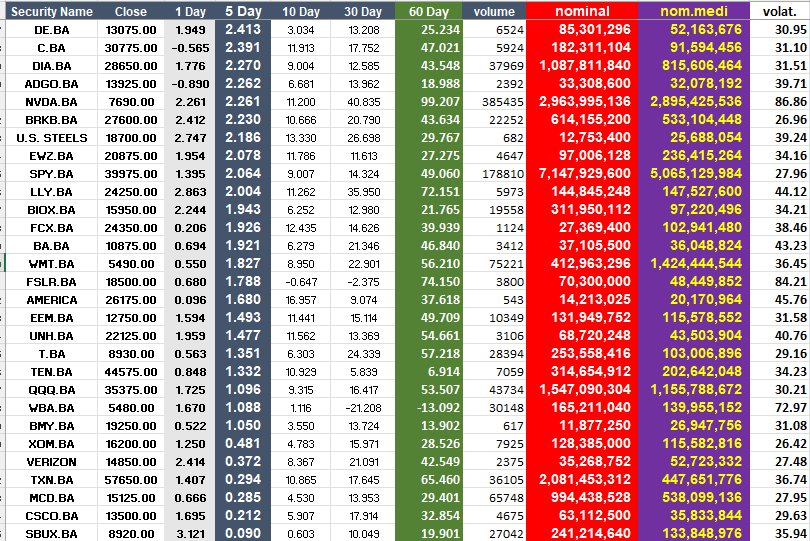 Security Name Close 1 Day 5 Day 10 Day 30 Day 60 Day volume nominal nom.medi volat.
DE.BA 13075.00 1.949 2.413 3.034 13.208 25.234 6524 85,301,296 52,163,676 30.95
C.BA 30775.00 -0.565 2.391 11.913 17.752 47.021 5924 182,311,104 91,594,456 31.10
DIA.BA 28650.00 1.776 2.270 9.004 12.585 43.548 37969 1,087,811,840 815,606,464 31.51
ADGO.BA 13925.00 -0.890 2.262 6.681 13.962 18.988 2392 33,308,600 32,078,192 39.71
NVDA.BA 7690.00 2.261 2.261 11.200 40.835 99.207 385435 2,963,995,136 2,895,425,536 86.86
BRKB.BA 27600.00 2.412 2.230 10.666 20.790 43.634 22252 614,155,200 533,104,448 26.96
U.S. STEELS 18700.00 2.747 2.186 13.330 26.698 29.767 682 12,753,400 25,688,054 39.24
EWZ.BA 20875.00 1.954 2.078 11.786 11.613 27.275 4647 97,006,128 236,415,264 34.16
SPY.BA 39975.00 1.395 2.064 9.007 14.324 49.060 178810 7,147,929,600 5,065,129,984 27.96
LLY.BA 24250.00 2.863 2.004 11.262 35.950 72.151 5973 144,845,248 147,527,600 44.12
BIOX.BA 15950.00 2.244 1.943 6.252 12.980 21.765 19558 311,950,112 97,220,496 34.21
FCX.BA 24350.00 0.206 1.926 12.435 14.626 39.939 1124 27,369,400 102,941,480 38.46
BA.BA 10875.00 0.694 1.921 6.279 21.346 46.840 3412 37,105,500 36,048,824 43.23
WMT.BA 5490.00 0.550 1.827 8.950 22.901 56.210 75221 412,963,296 1,424,444,544 36.45
FSLR.BA 18500.00 0.680 1.788 -0.647 -2.375 74.150 3800 70,300,000 48,449,852 84.21
AMERICA 26175.00 0.096 1.680 16.957 9.074 37.618 543 14,213,025 20,170,964 45.76
EEM.BA 12750.00 1.594 1.493 11.441 15.114 49.709 10349 131,949,752 115,578,552 31.58
UNH.BA 22125.00 1.959 1.477 11.562 13.369 54.661 3106 68,720,248 43,503,904 40.77
T.BA 8930.00 0.563 1.351 6.303 24.339 57.218 28394 253,558,416 103,006,896 29.16
TEN.BA 44575.00 0.848 1.332 10.929 5.839 6.914 7059 314,654,912 202,642,048 34.23
QQQ.BA 35375.00 1.725 1.096 9.315 16.417 53.507 43734 1,547,090,304 1,155,788,672 30.21
WBA.BA 5480.00 1.670 1.088 1.116 -21.208 -13.092 30148 165,211,040 139,955,152 72.97
BMY.BA 19250.00 0.522 1.050 3.550 13.724 13.902 617 11,877,250 26,947,756 31.08
XOM.BA 16200.00 1.250 0.481 4.783 15.971 28.526 7925 128,385,000 115,582,816 26.42
VERIZON 14850.00 2.414 0.372 8.367 21.091 42.549 2375 35,268,752 52,723,332 27.48
TXN.BA 57650.00 1.407 0.294 10.865 17.645 65.460 36105 2,081,453,312 447,651,776 36.74
MCD.BA 15125.00 0.666 0.285 4.530 13.953 29.401 65748 994,438,528 538,099,136 27.95
CSCO.BA 13500.00 1.695 0.212 5.907 17.914 32.854 4675 63,112,500 35,833,844 29.63
SBUX.BA 8920.00 3.121 0.090 0.603 10.049 19.901 27042 241,214,640 133,848,976 35.94